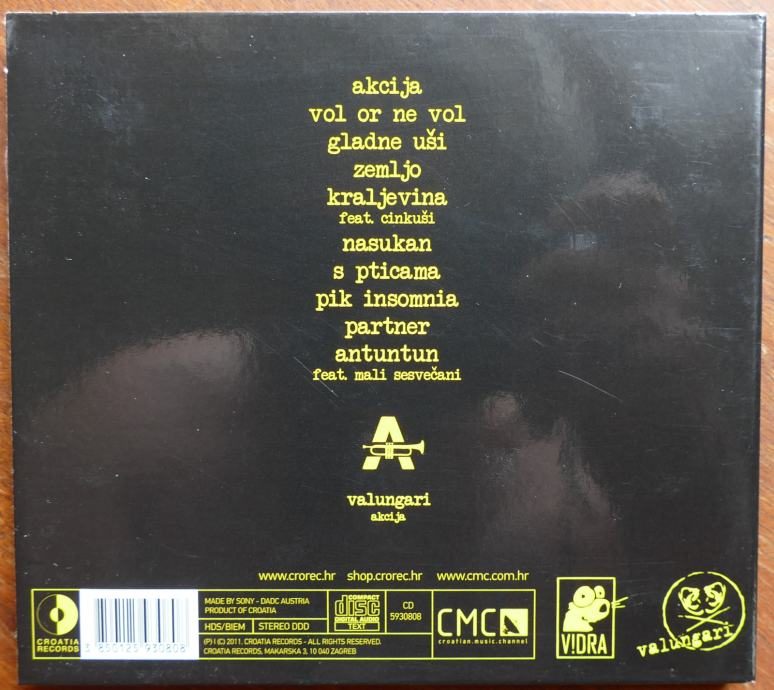 akcija
vol or ne vol
gladne uši
zemljo
kraljevina
feat. cinkuši
nasukan
s pticama
pik insomnia
partner
antuntun
feat. mali sesvečani
A
valungari
akcija
www.crorec.hr shop.crorec.hr www.cmc.com.hr
CROATIA
RECORDS
3 850125 930808
MADE BY SONY - DADC AUSTRIA
PRODUCT OF CROATIA
HDS/BIEM STEREO DDD
(P) I (C) 2011. CROATIA RECORDS - ALL RIGHTS RESERVED.
CROATIA RECORDS, MAKARSKA 3, 10 040 ZAGREB
COMPACT
disc
DIGITAL AUDIO
TEXT
CD
5930808
CMC
croatian.music.channel
V!DRA
valungari